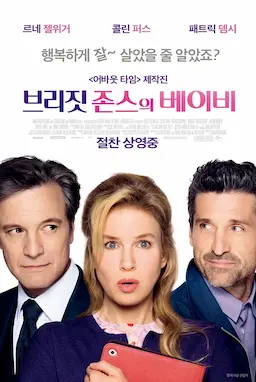 르네 젤위거 콜린 퍼스 패트릭 뎀시
행복하게 잘~ 살았을 줄 알았죠?
<어바웃 타임> 제작진
브리짓 존스의 베이비
절찬 상영중